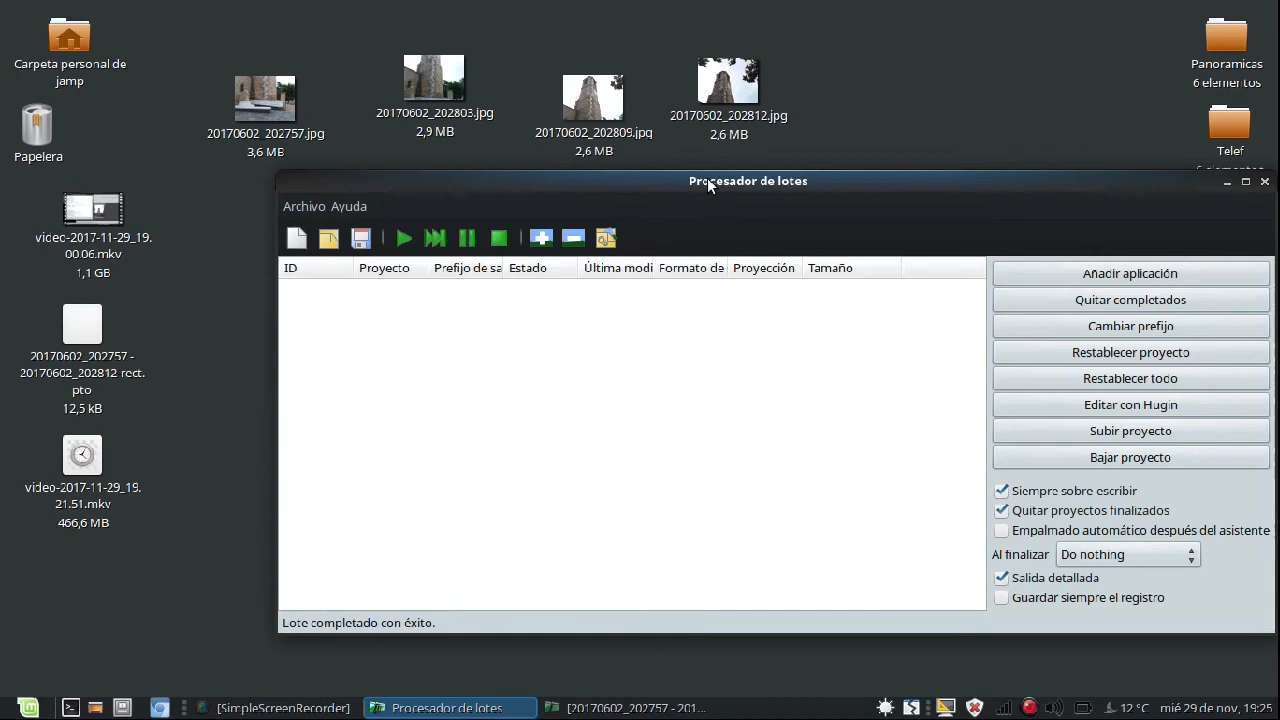 Carpeta personal de
jamp
Papelera
video-2017-11-29_19.
00.06.mkv
1,1 GB
20170602_202757 -
20170602_202812 rect.
pto
12,5 kB
video-2017-11-29_19.
21.51.mkv
466,6 MB
20170602_202757.jpg
3,6 MB
20170602_202803.jpg
2,9 MB
20170602_202809.jpg
2,6 MB
20170602_202812.jpg
2,6 MB
Panoramicas
6 elementos
Telef
Procesador de lotes
Archivo Ayuda
ID Proyecto Prefijo de sa Estado Última modi Formato de Proyección Tamaño
Añadir aplicación
Quitar completados
Cambiar prefijo
Restablecer proyecto
Restablecer todo
Editar con Hugin
Subir proyecto
Bajar proyecto
Siempre sobre escribir
Quitar proyectos finalizados
Empalmado automático después del asistente
Al finalizar Do nothing
Salida detallada
Guardar siempre el registro
Lote completado con éxito.
[SimpleScreenRecorder] Procesador de lotes [20170602_202757 - 201... 12 °C mié 29 de nov, 19:25